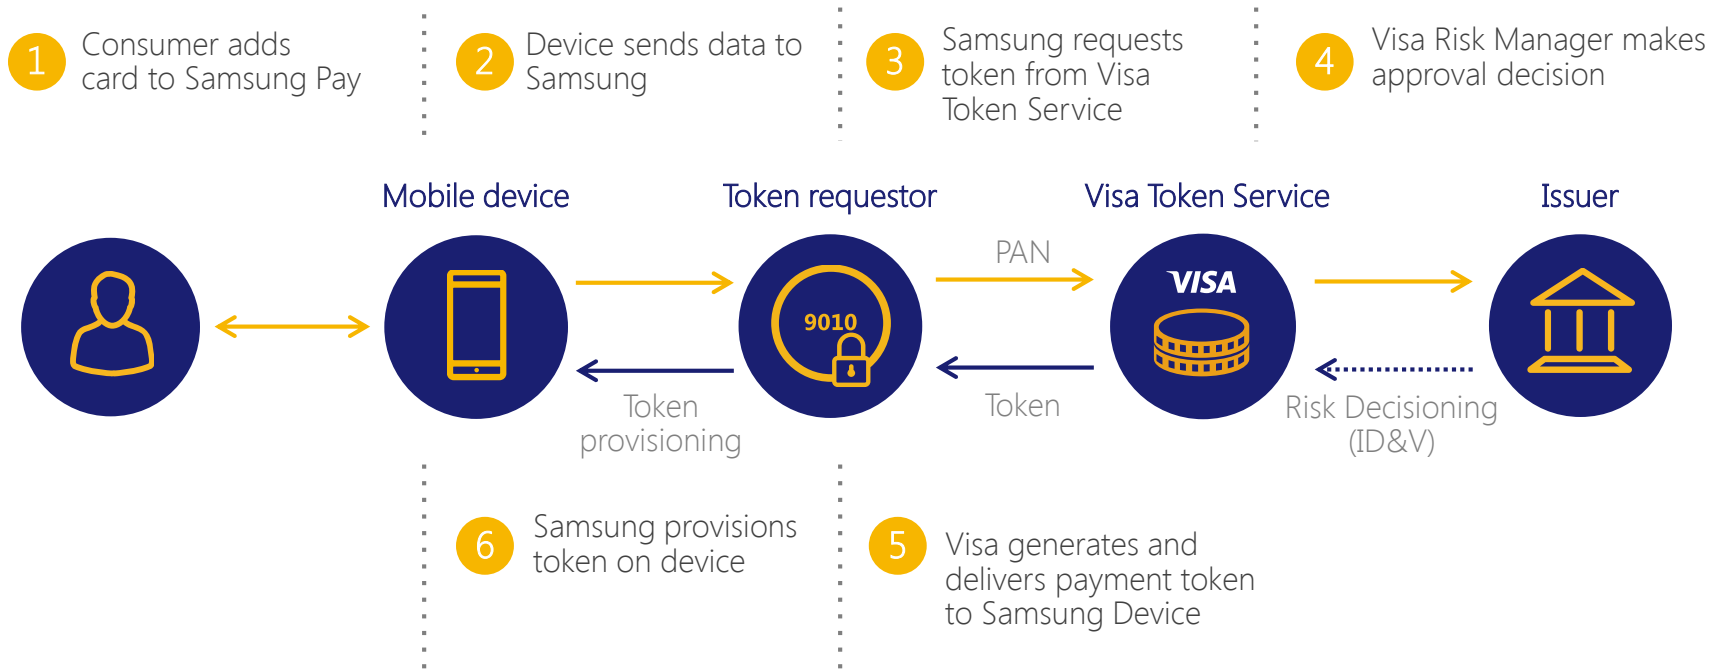 1
Consumer adds
card to Samsung Pay
2
Device sends data to
Samsung
3
Samsung requests
token from Visa
Token Service
4
Visa Risk Manager makes
approval decision
Mobile device
Token requestor
Visa Token Service
Issuer
PAN
VISA
9010
Token
provisioning
Token
Risk Decisioning
(ID&V)
6
Samsung provisions
token on device
5
Visa generates and
delivers payment token
to Samsung Device